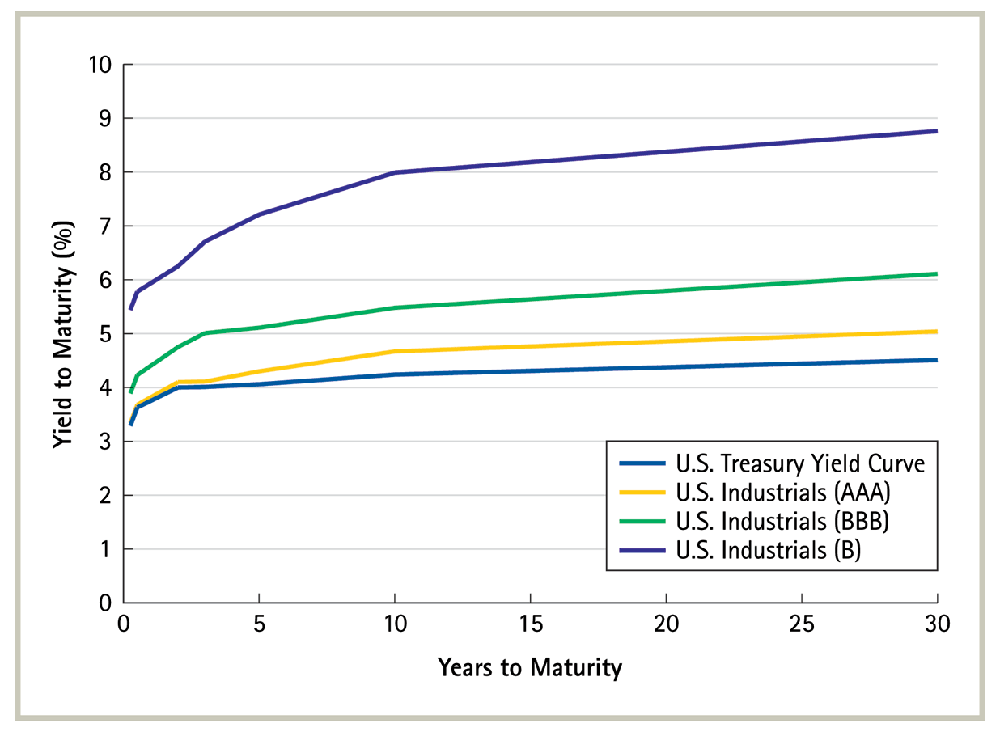 10
9
8
7
6
5
4
3
2
1
0
Yield to Maturity (%)
0 5 10 15 20 25 30
Years to Maturity
U.S. Treasury Yield Curve
U.S. Industrials (AAA)
U.S. Industrials (BBB)
U.S. Industrials (B)